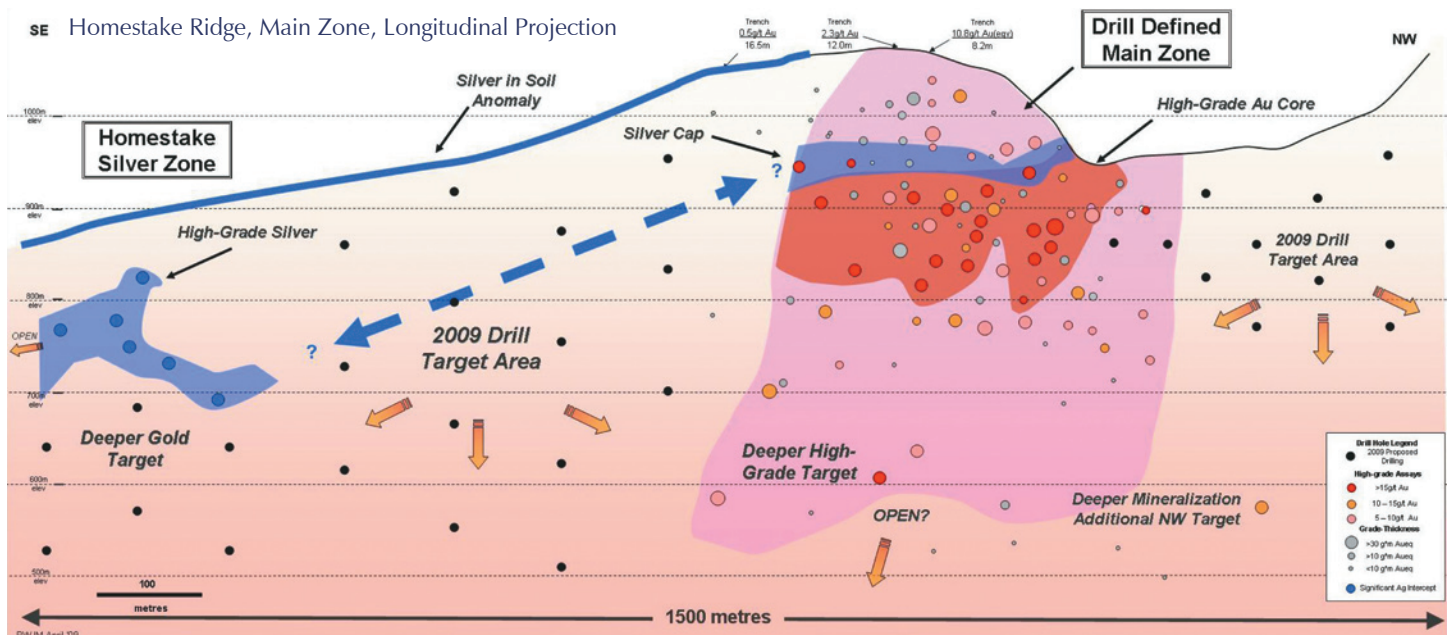 Homestake Ridge, Main Zone, Longitudinal Projection
SE
NW
Trench
0.5g/t Au
16.5m
Trench
2.3g/t Au
12.0m
Trench
10.8g/t Au(eqv)
8.2m
Drill Defined
Main Zone
Silver in Soil
Anomaly
High-Grade Au Core
Silver Cap
Homestake
Silver Zone
1000m
elev
900m
elev
800m
elev
700m
elev
600m
elev
500m
elev
?
High-Grade Silver
2009 Drill
Target Area
OPEN
?
2009 Drill
Target Area
Deeper Gold
Target
Deeper High-
Grade Target
OPEN?
Deeper Mineralization
Additional NW Target
Drill Hole Legend
2009 Proposed
Drilling
High-grade Assays
>15g/t Au
10–15g/t Au
5–10g/t Au
Grade-Thickness
>30 g*m Aueq
>10 g*m Aueq
<10 g*m Aueq
Significant Ag Intercept
100
metres
1500 metres